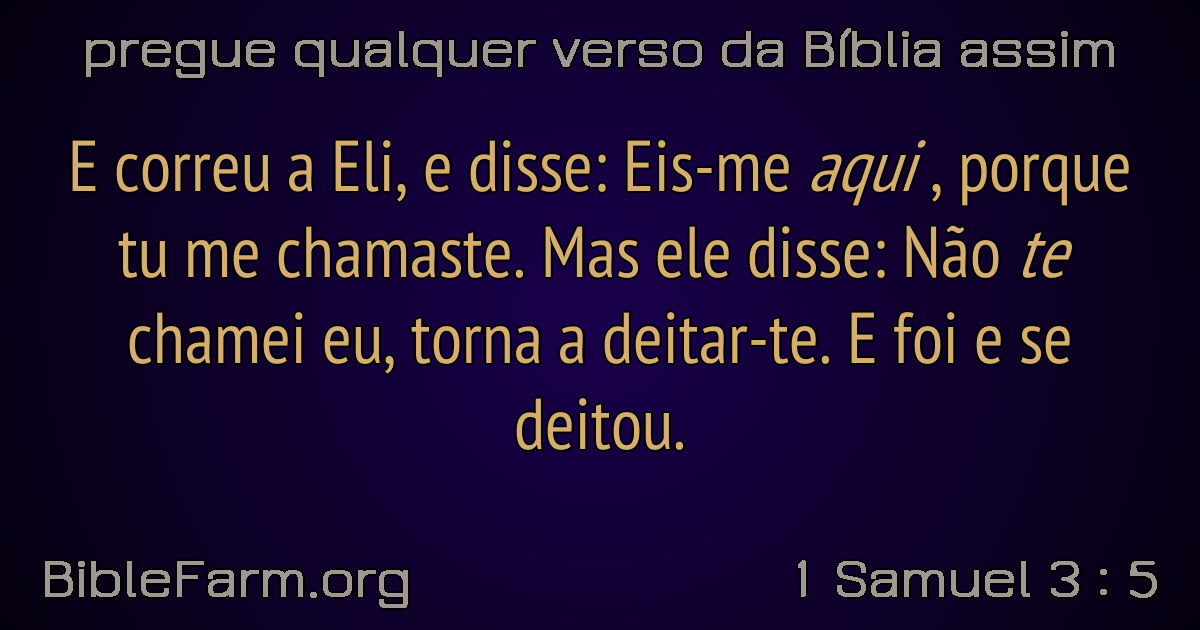 pregue qualquer verso da Bíblia assim
E correu a Eli, e disse: Eis-me aqui , porque
tu me chamaste. Mas ele disse: Não te
chamei eu, torna a deitar-te. E foi e se
deitou.
BibleFarm.org
1 Samuel 3 : 5